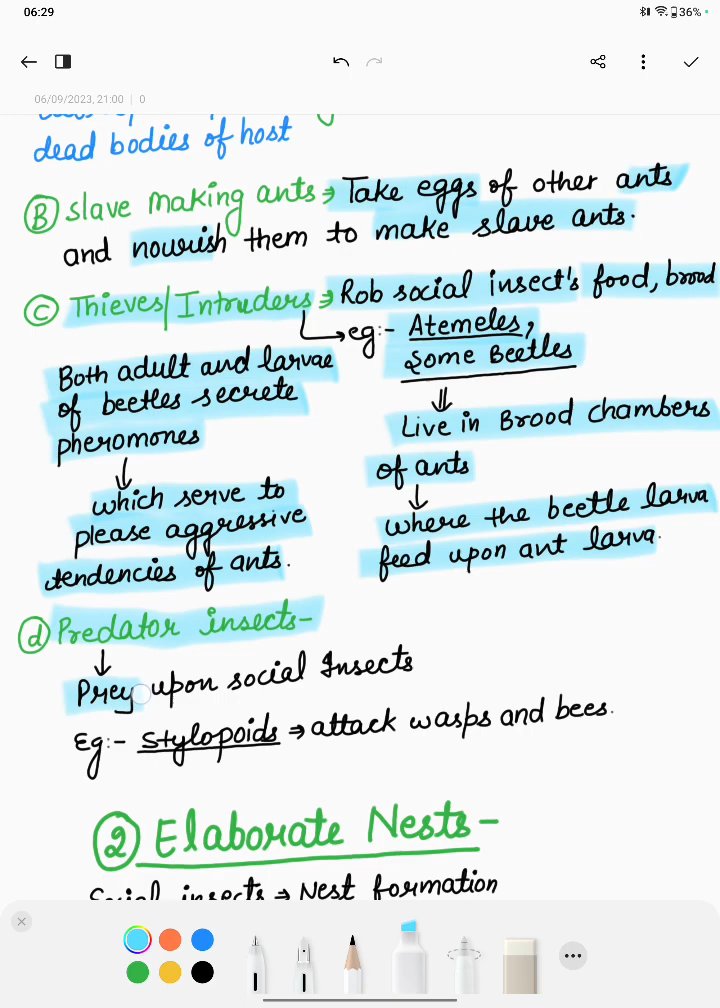 06:29
36%
06/09/2023, 21:00 | 0
dead bodies of host
(B) Slave making ants ⇒ Take eggs of other ants
and nourish them to make slave ants.
(C) Thieves/Intruders ⇒ Rob social insect's food, brood
→ eg:- Atemeles,
Some Beetles
Both adult and larvae
of beetles secrete
pheromones
↓
which serve to
please aggressive
tendencies of ants.
⇓
Live in Brood chambers
of ants
↓
where the beetle larva
feed upon ant larva.
(d) Predator insects-
↓
Prey upon social Insects
Eg:- Stylopoids ⇒ attack wasps and bees.
(2) Elaborate Nests-
Social insects → Nest formation